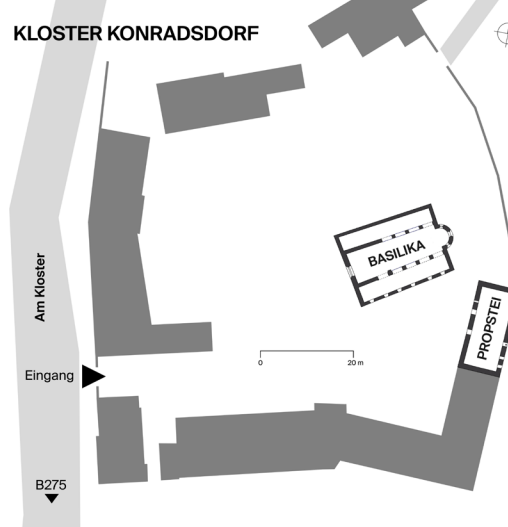 KLOSTER KONRADSDORF
BASILIKA
Am Kloster
PROPSTEI
0
20 m
Eingang
B275